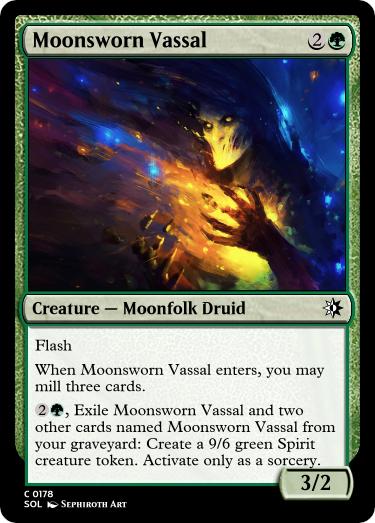 Moonsworn Vassal 2
Creature — Moonfolk Druid
Flash
When Moonsworn Vassal enters, you may
mill three cards.
2, Exile Moonsworn Vassal and two
other cards named Moonsworn Vassal from
your graveyard: Create a 9/6 green Spirit
creature token. Activate only as a sorcery.
3/2
C 0178
SOL Sephiroth Art